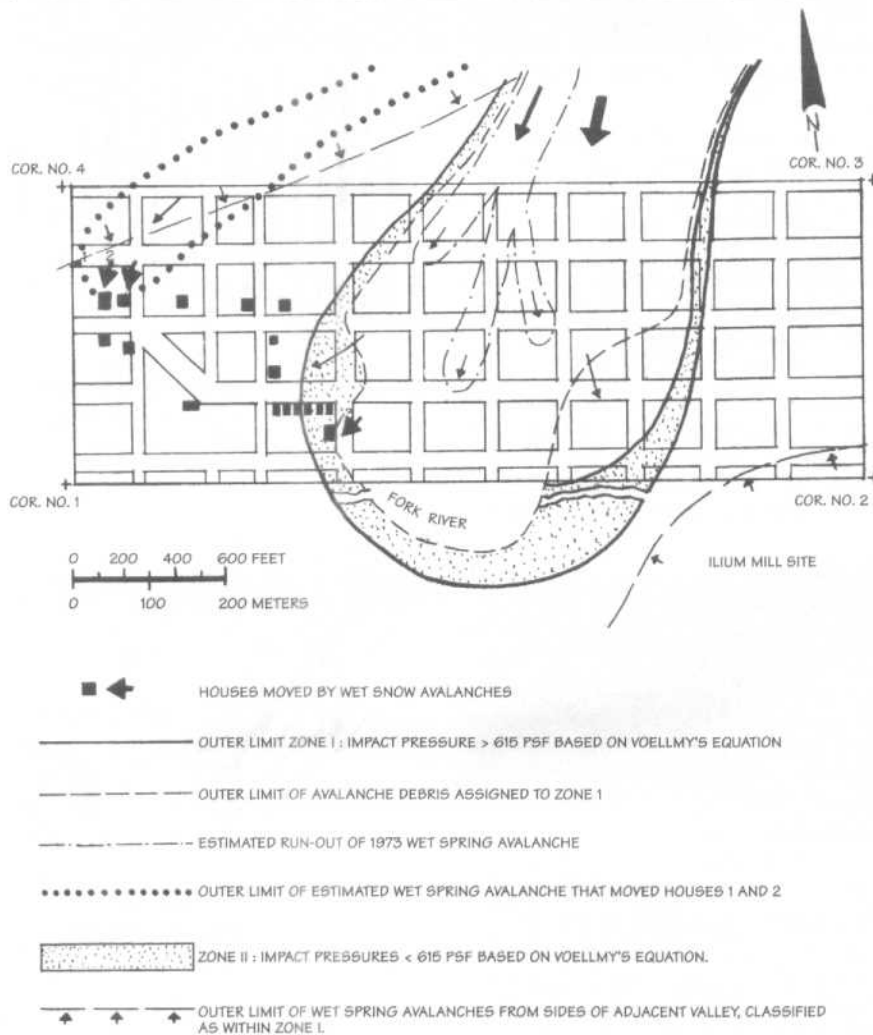 N
COR. NO. 4
COR. NO. 3
1
2
COR. NO. 1
COR. NO. 2
FORK RIVER
ILIUM MILL SITE
0 200 400 600 FEET
0 100 200 METERS
HOUSES MOVED BY WET SNOW AVALANCHES
OUTER LIMIT ZONE I : IMPACT PRESSURE > 615 PSF BASED ON VOELLMY'S EQUATION
OUTER LIMIT OF AVALANCHE DEBRIS ASSIGNED TO ZONE 1
ESTIMATED RUN-OUT OF 1973 WET SPRING AVALANCHE
OUTER LIMIT OF ESTIMATED WET SPRING AVALANCHE THAT MOVED HOUSES 1 AND 2
ZONE II : IMPACT PRESSURES < 615 PSF BASED ON VOELLMY'S EQUATION.
OUTER LIMIT OF WET SPRING AVALANCHES FROM SIDES OF ADJACENT VALLEY, CLASSIFIED
AS WITHIN ZONE I.